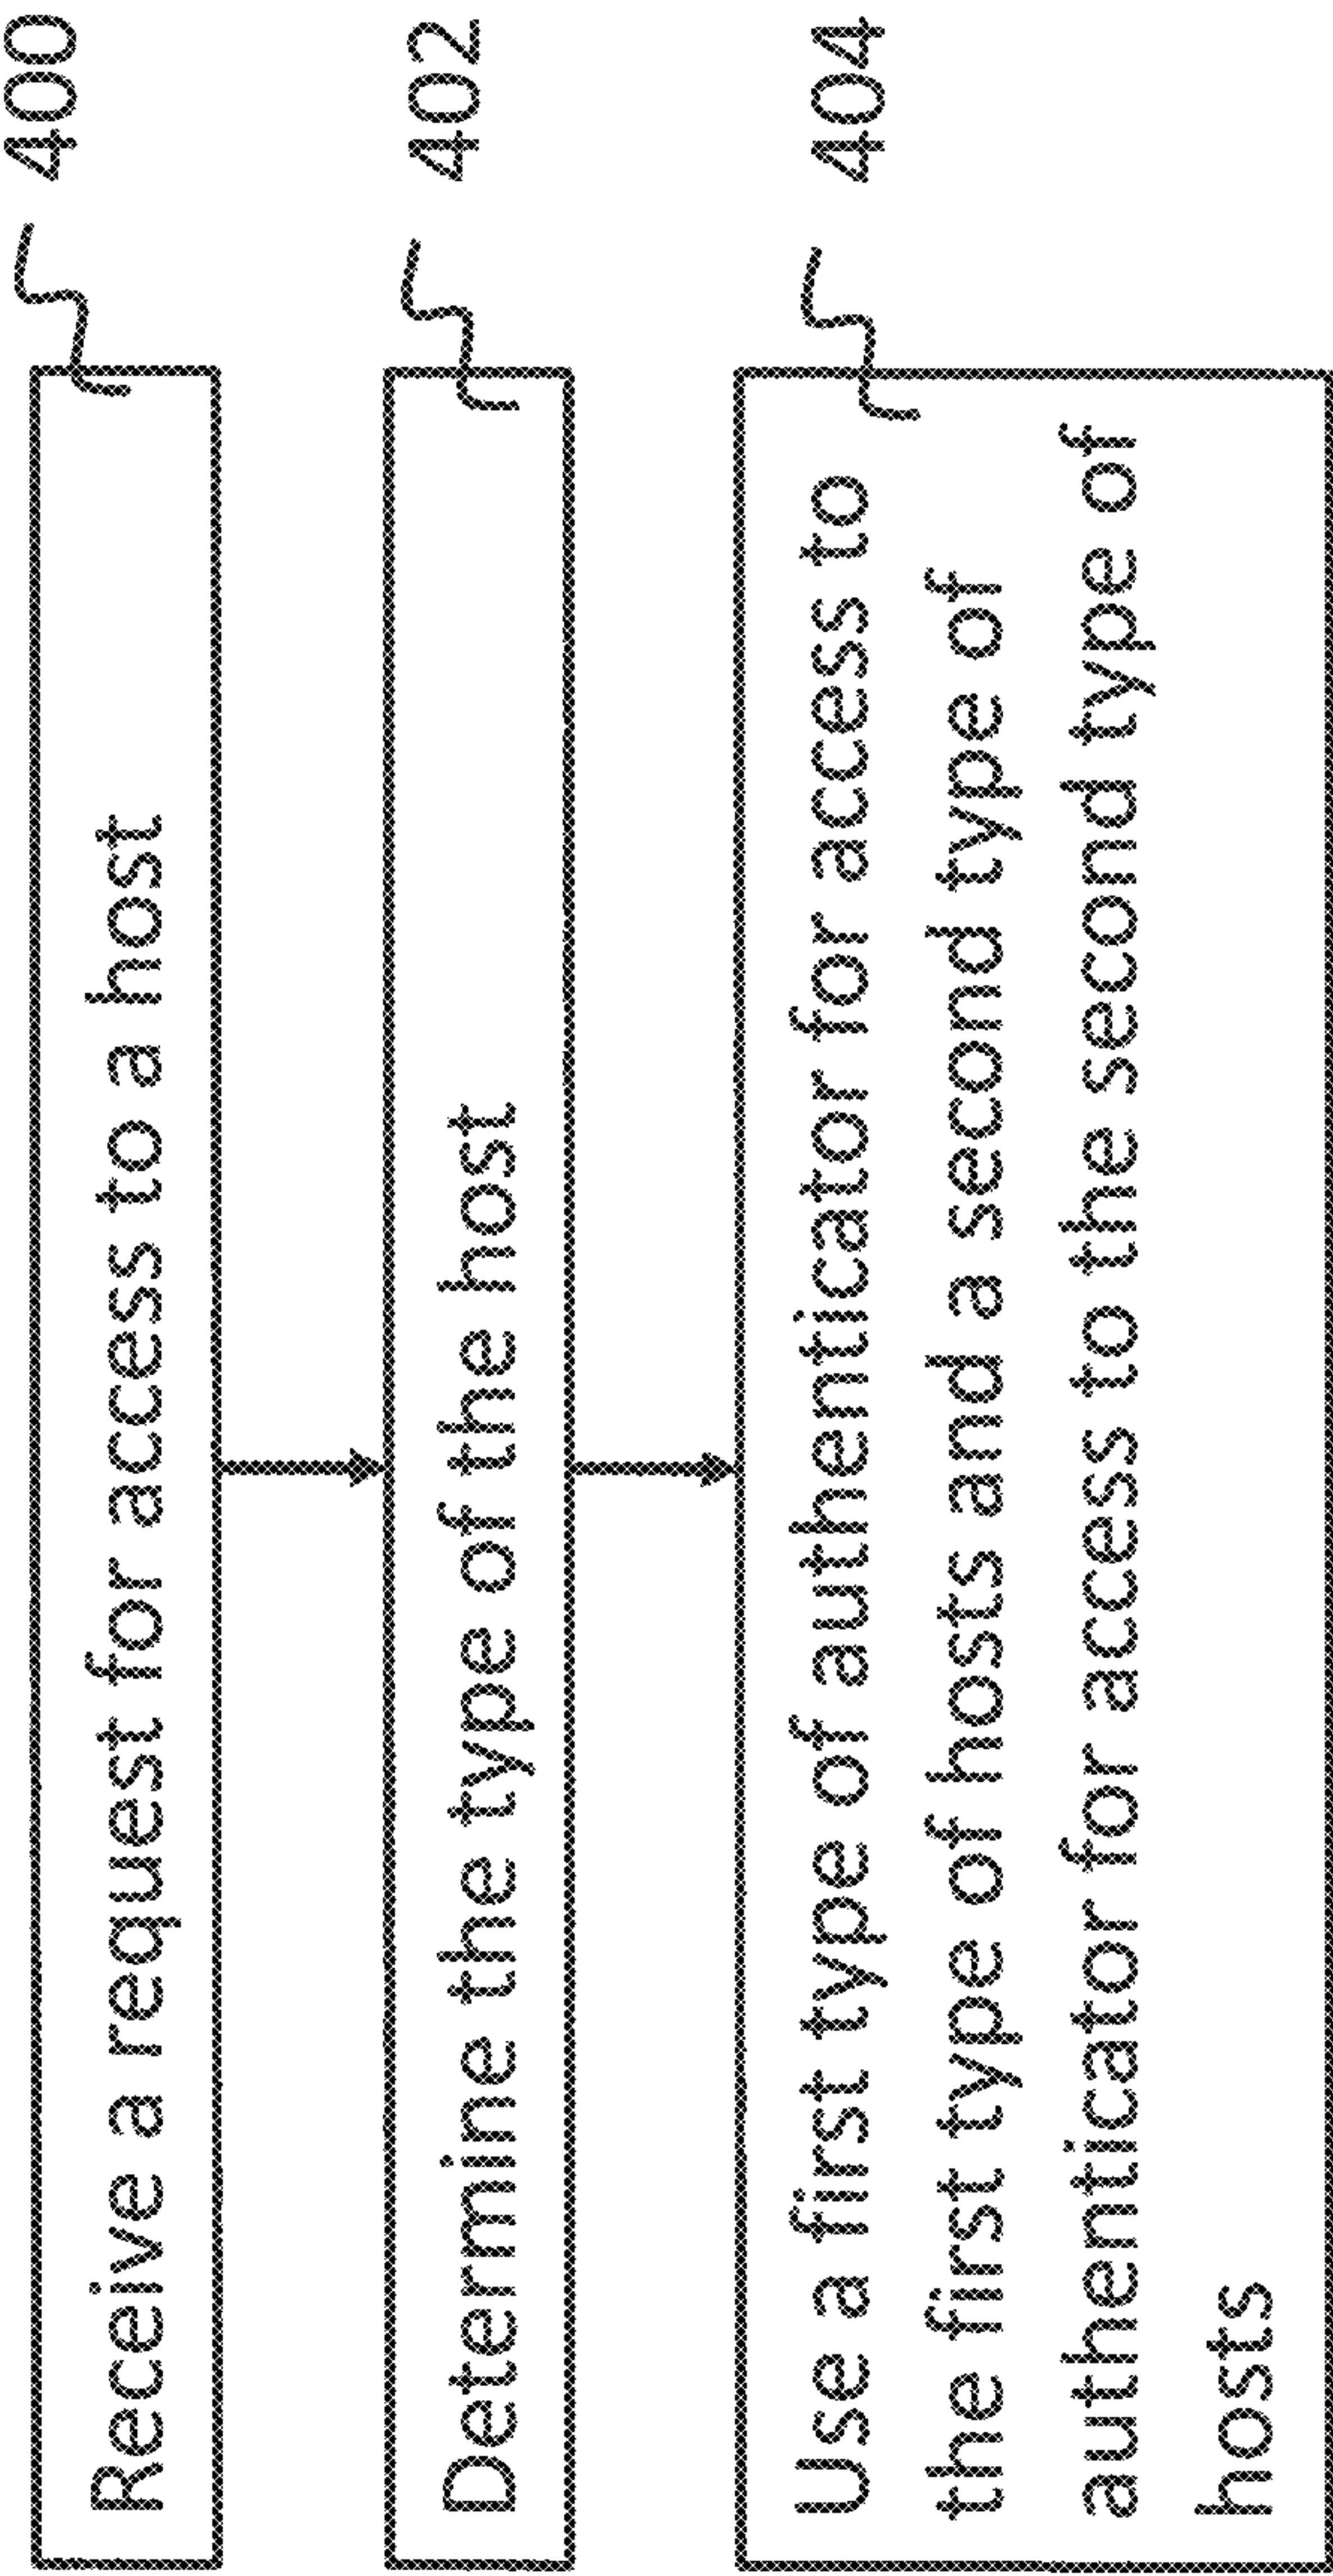 Receive a request for access to a host
400
Determine the type of the host
402
Use a first type of authenticator for access to
the first type of hosts and a second type of
authenticator for access to the second type of
hosts
404